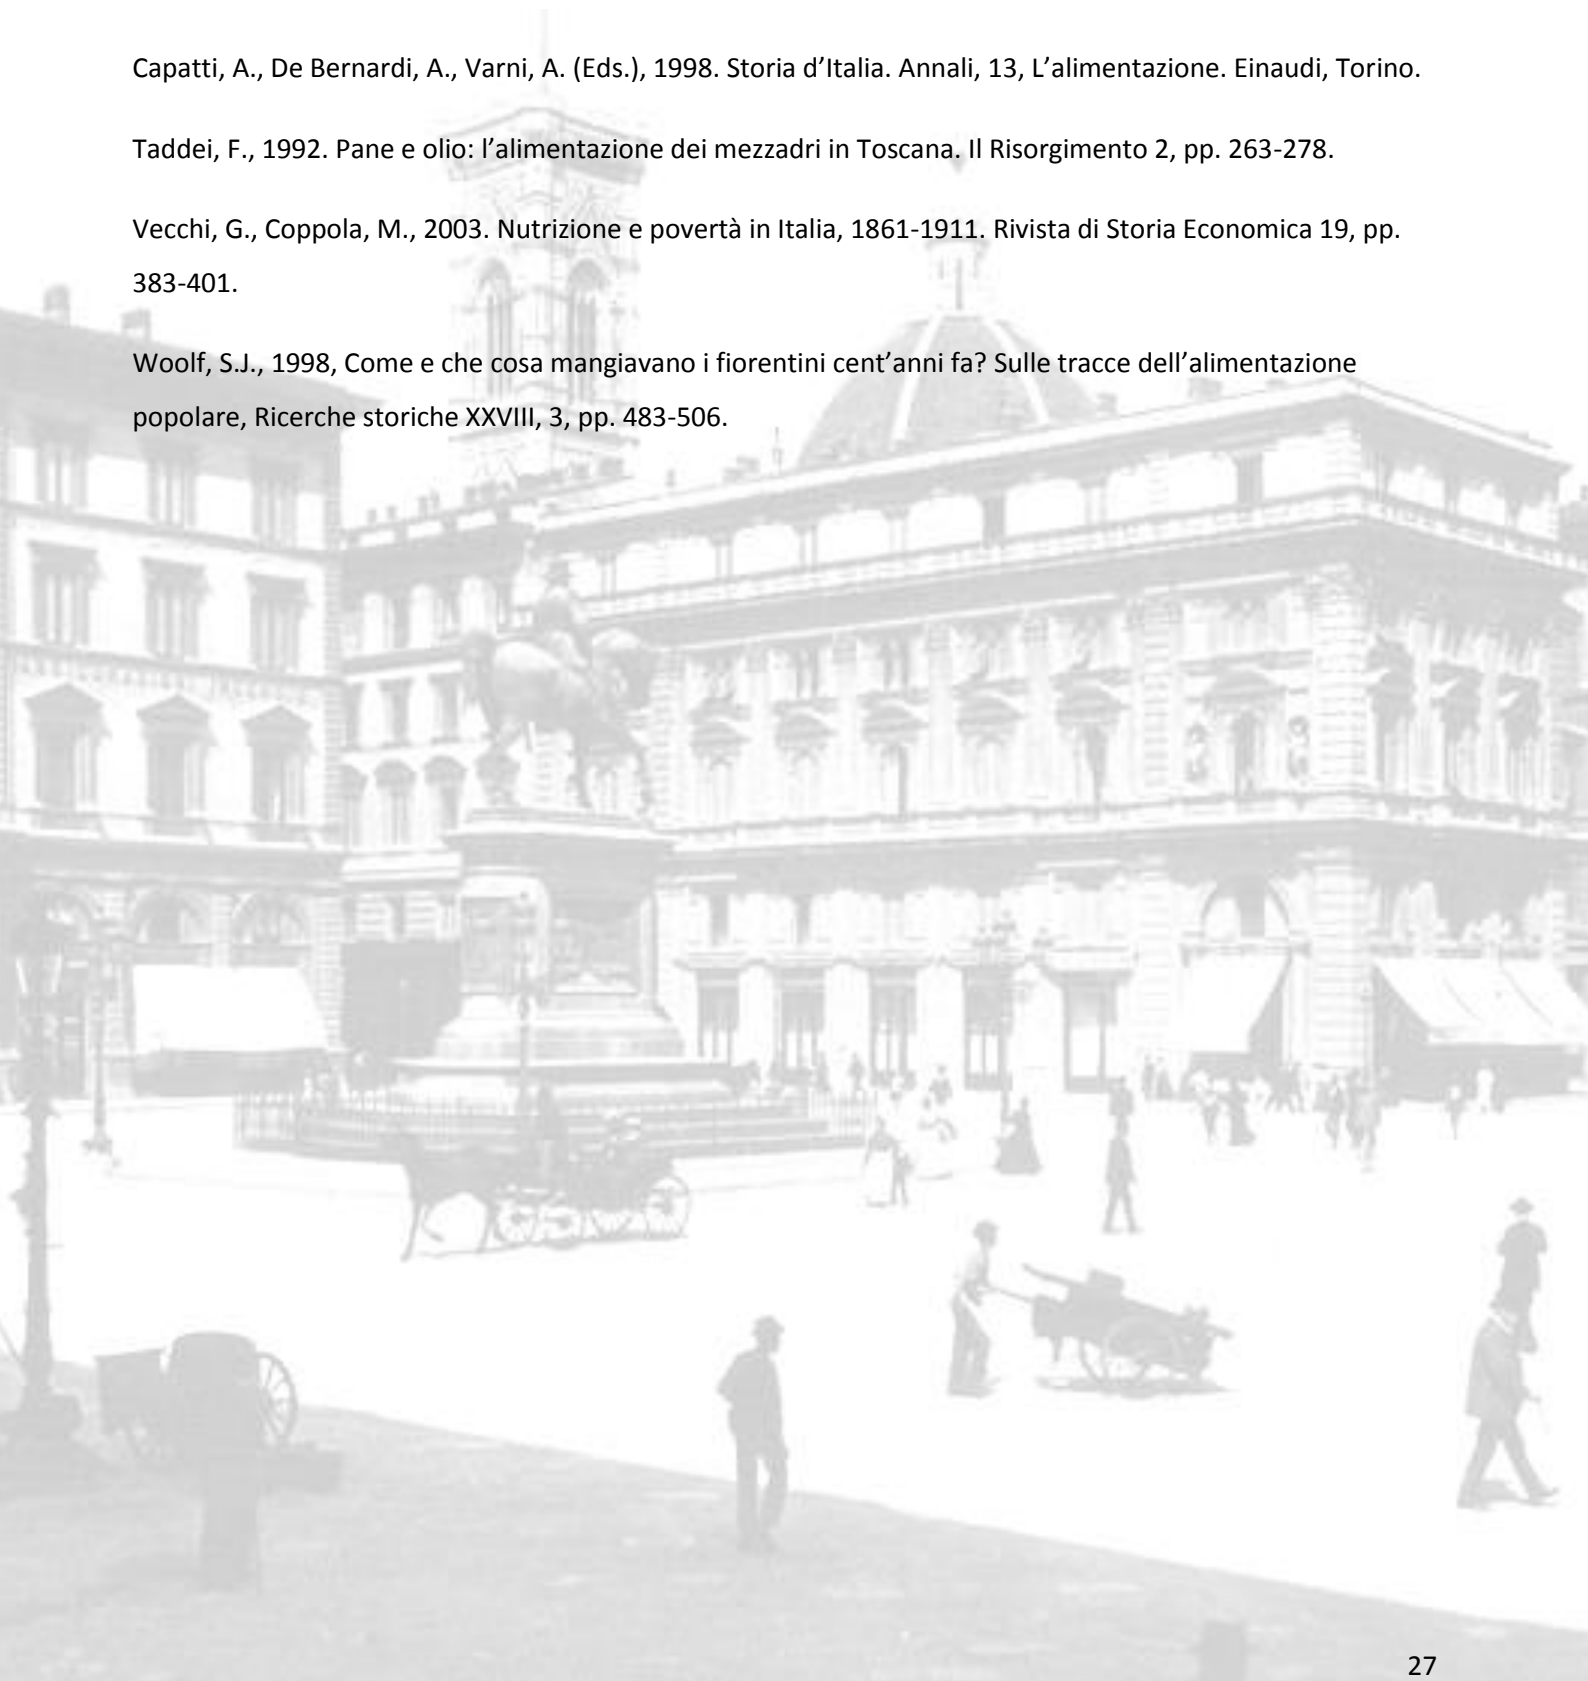 Capatti, A., De Bernardi, A., Varni, A. (Eds.), 1998. Storia d’Italia. Annali, 13, L’alimentazione. Einaudi, Torino.
Taddei, F., 1992. Pane e olio: l’alimentazione dei mezzadri in Toscana. Il Risorgimento 2, pp. 263-278.
Vecchi, G., Coppola, M., 2003. Nutrizione e povertà in Italia, 1861-1911. Rivista di Storia Economica 19, pp.
383-401.
Woolf, S.J., 1998, Come e che cosa mangiavano i fiorentini cent’anni fa? Sulle tracce dell’alimentazione
popolare, Ricerche storiche XXVIII, 3, pp. 483-506.
27